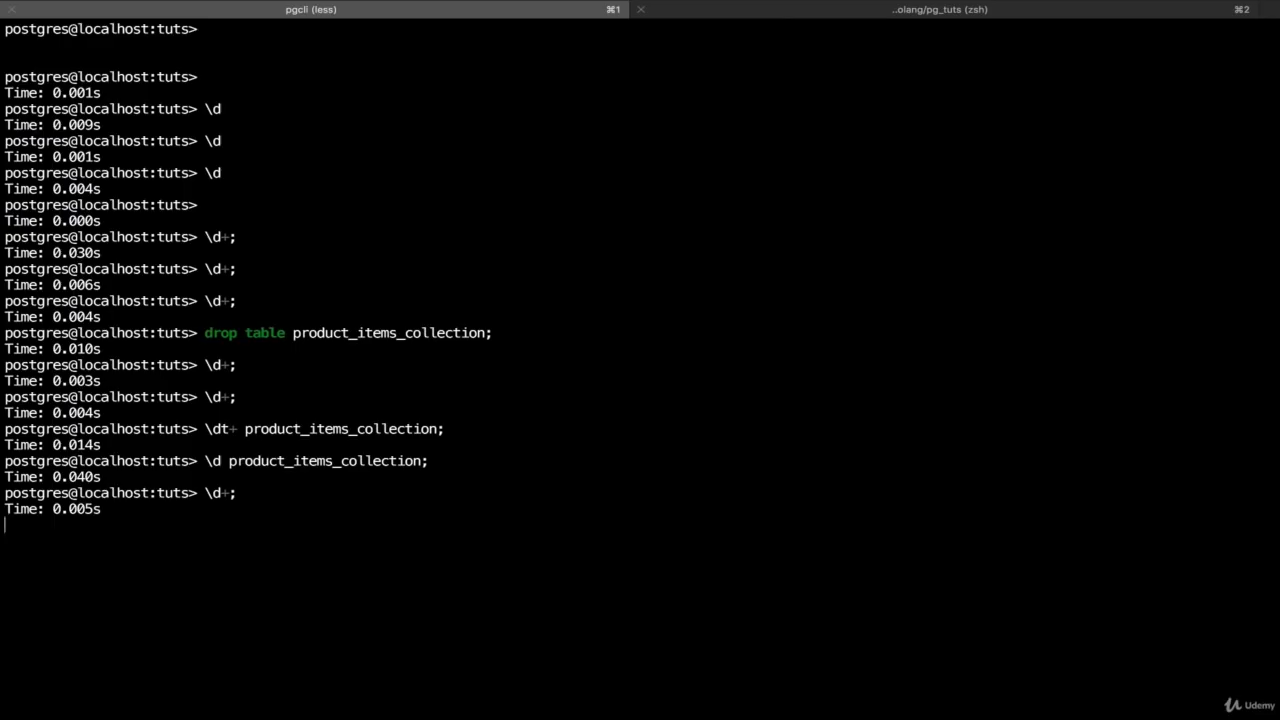 pgcli (less) ⌘1 ..olang/pg_tuts (zsh) ⌘2
postgres@localhost:tuts>
postgres@localhost:tuts>
Time: 0.001s
postgres@localhost:tuts> \d
Time: 0.009s
postgres@localhost:tuts> \d
Time: 0.001s
postgres@localhost:tuts> \d
Time: 0.004s
postgres@localhost:tuts>
Time: 0.000s
postgres@localhost:tuts> \d+;
Time: 0.030s
postgres@localhost:tuts> \d+;
Time: 0.006s
postgres@localhost:tuts> \d+;
Time: 0.004s
postgres@localhost:tuts> drop table product_items_collection;
Time: 0.010s
postgres@localhost:tuts> \d+;
Time: 0.003s
postgres@localhost:tuts> \d+;
Time: 0.004s
postgres@localhost:tuts> \dt+ product_items_collection;
Time: 0.014s
postgres@localhost:tuts> \d product_items_collection;
Time: 0.040s
postgres@localhost:tuts> \d+;
Time: 0.005s
Udemy